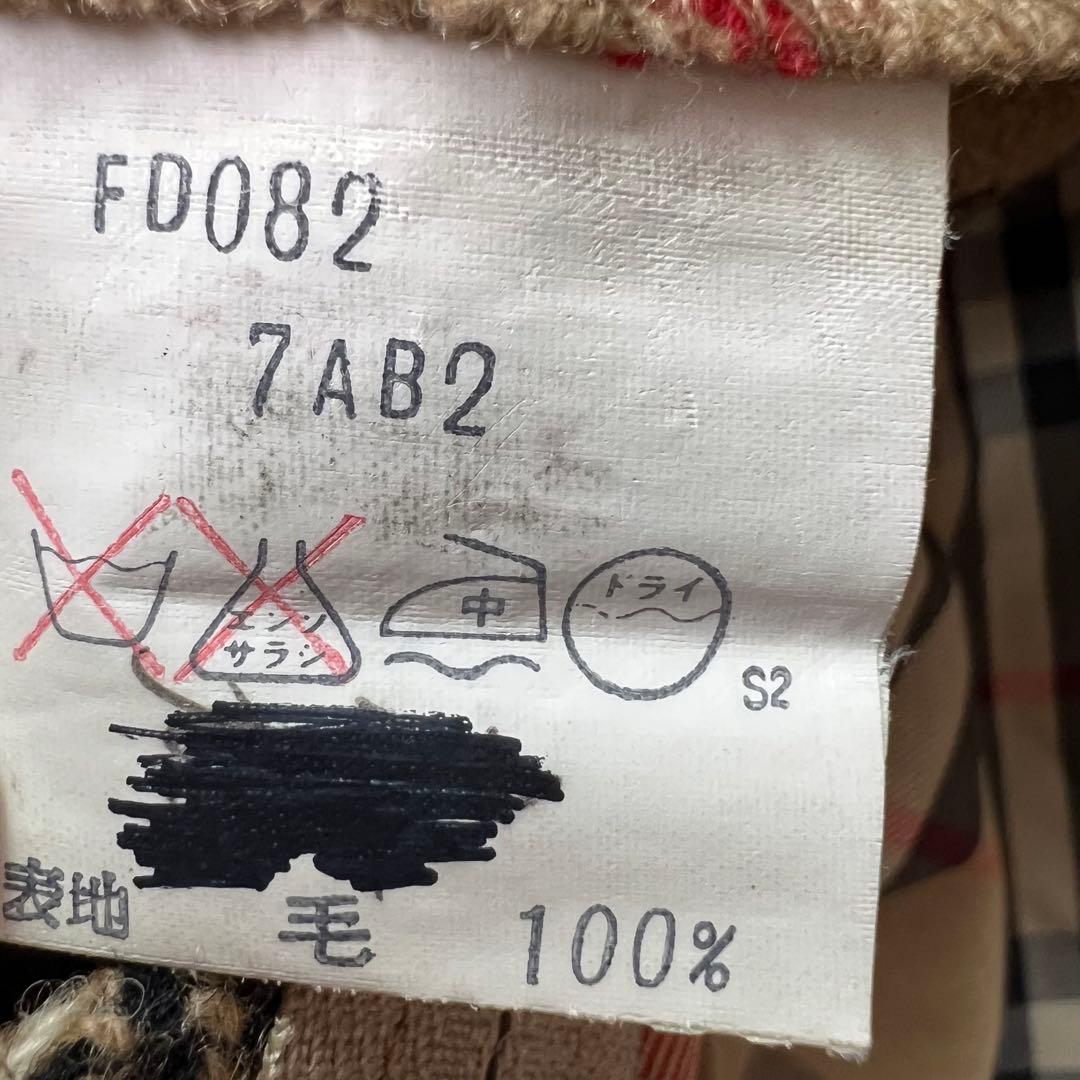 FD082
7AB2
エンソ
サラシ
中
ドライ
S2
表地 毛 100%